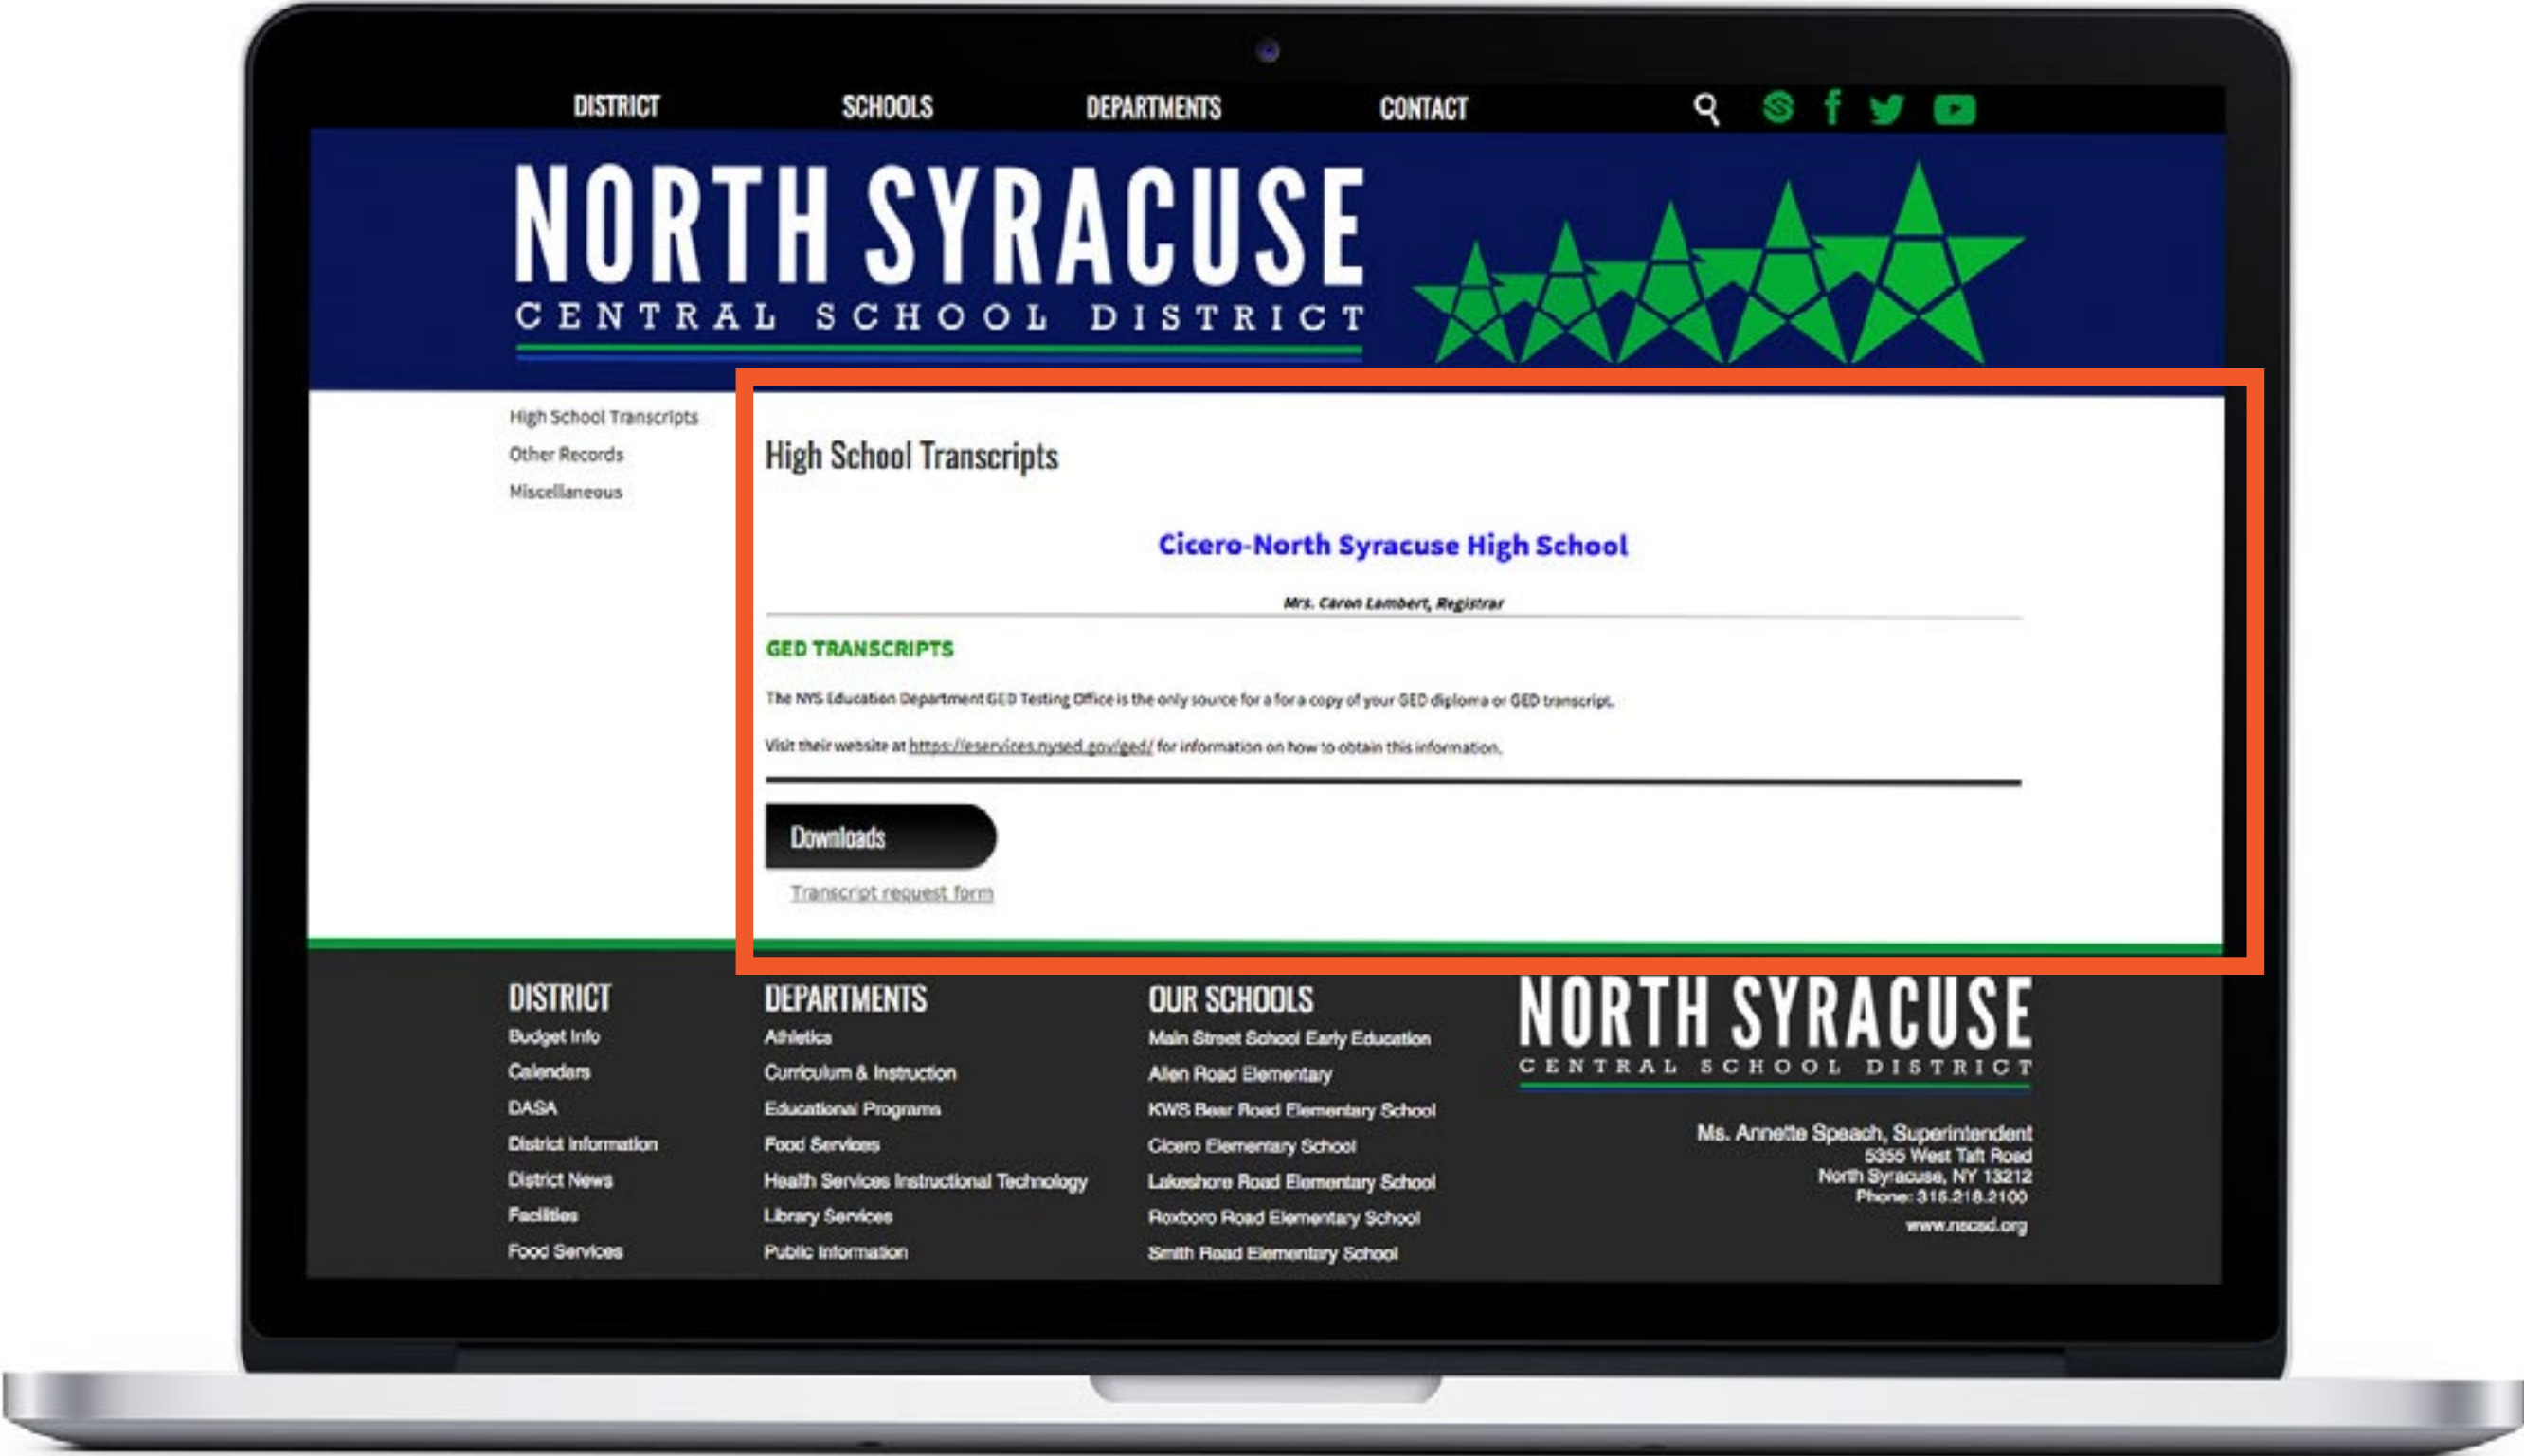 DISTRICT SCHOOLS DEPARTMENTS CONTACT
NORTH SYRACUSE
CENTRAL SCHOOL DISTRICT
High School Transcripts
Other Records
Miscellaneous
High School Transcripts
Cicero-North Syracuse High School
Mrs. Caron Lambert, Registrar
GED TRANSCRIPTS
The NYS Education Department GED Testing Office is the only source for a for a copy of your GED diploma or GED transcript.
Visit their website at https://eservices.nysed.gov/ged/ for information on how to obtain this information.
Downloads
Transcript request form
DISTRICT
Budget Info
Calendars
DASA
District Information
District News
Facilities
Food Services
DEPARTMENTS
Athletics
Curriculum & Instruction
Educational Programs
Food Services
Health Services Instructional Technology
Library Services
Public Information
OUR SCHOOLS
Main Street School Early Education
Allen Road Elementary
KWS Bear Road Elementary School
Cicero Elementary School
Lakeshore Road Elementary School
Roxboro Road Elementary School
Smith Road Elementary School
NORTH SYRACUSE
CENTRAL SCHOOL DISTRICT
Ms. Annette Speach, Superintendent
5355 West Taft Road
North Syracuse, NY 13212
Phone: 315.218.2100
www.nscsd.org